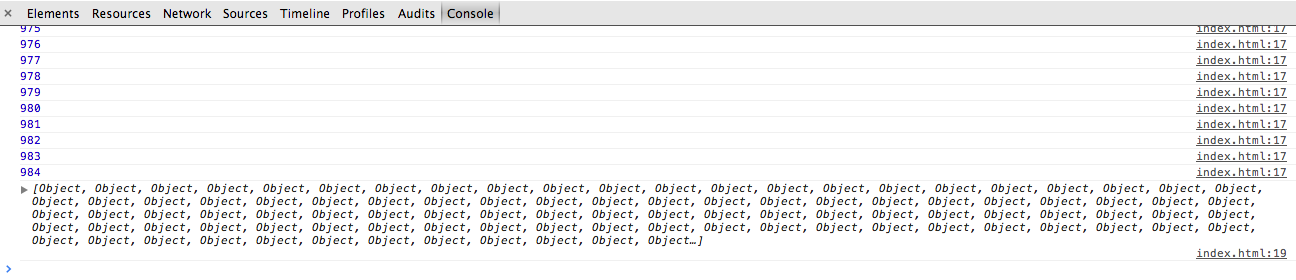 × Elements Resources Network Sources Timeline Profiles Audits Console
975 index.html:17
976 index.html:17
977 index.html:17
978 index.html:17
979 index.html:17
980 index.html:17
981 index.html:17
982 index.html:17
983 index.html:17
984 index.html:17
[Object, Object, Object, Object, Object, Object, Object, Object, Object, Object, Object, Object, Object, Object, Object, Object, Object, Object, Object, Object, Object, Object,
Object, Object, Object, Object, Object, Object, Object, Object, Object, Object, Object, Object, Object, Object, Object, Object, Object, Object, Object, Object, Object, Object,
Object, Object, Object, Object, Object, Object, Object, Object, Object, Object, Object, Object, Object, Object, Object, Object, Object, Object, Object, Object, Object, Object,
Object, Object, Object, Object, Object, Object, Object, Object, Object, Object, Object, Object, Object, Object, Object, Object, Object, Object, Object, Object, Object, Object,
Object, Object, Object, Object, Object, Object, Object, Object, Object, Object, Object, Object…]
index.html:19